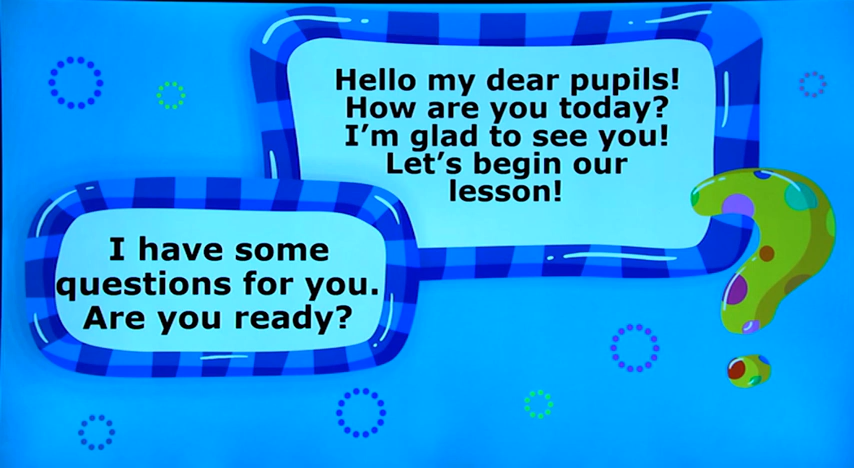 Hello my dear pupils!
How are you today?
I'm glad to see you!
Let's begin our
lesson!
I have some
questions for you.
Are you ready?